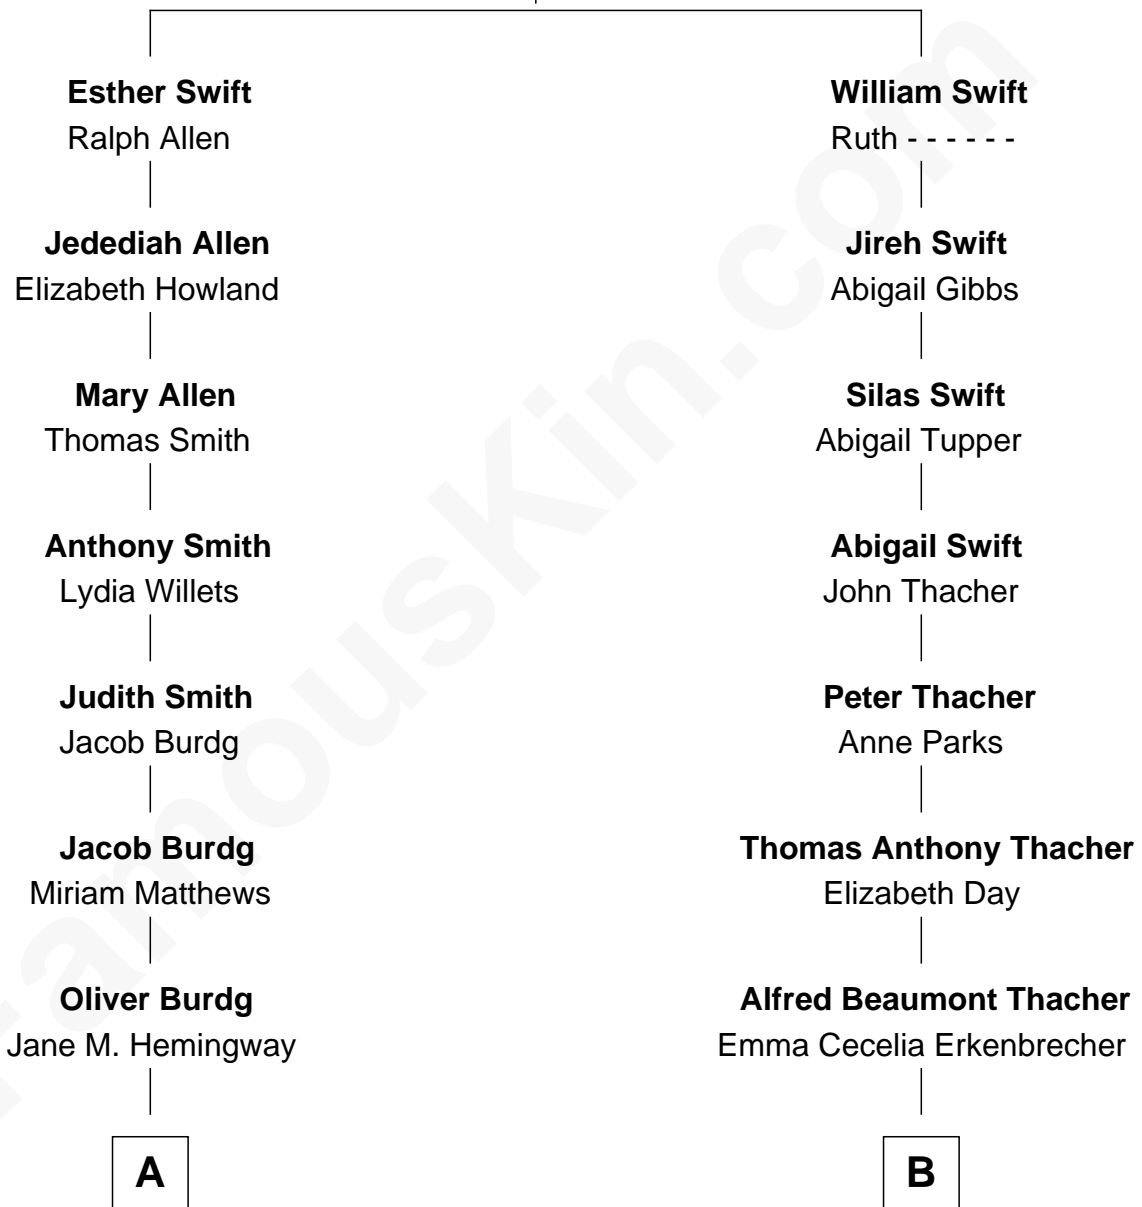 Esther Swift
Ralph Allen
Jedediah Allen
Elizabeth Howland
Mary Allen
Thomas Smith
Anthony Smith
Lydia Willets
Judith Smith
Jacob Burdg
Jacob Burdg
Miriam Matthews
Oliver Burdg
Jane M. Hemingway
A
William Swift
Ruth - - - - - -
Jireh Swift
Abigail Gibbs
Silas Swift
Abigail Tupper
Abigail Swift
John Thacher
Peter Thacher
Anne Parks
Thomas Anthony Thacher
Elizabeth Day
Alfred Beaumont Thacher
Emma Cecelia Erkenbrecher
B
FamousKin.com